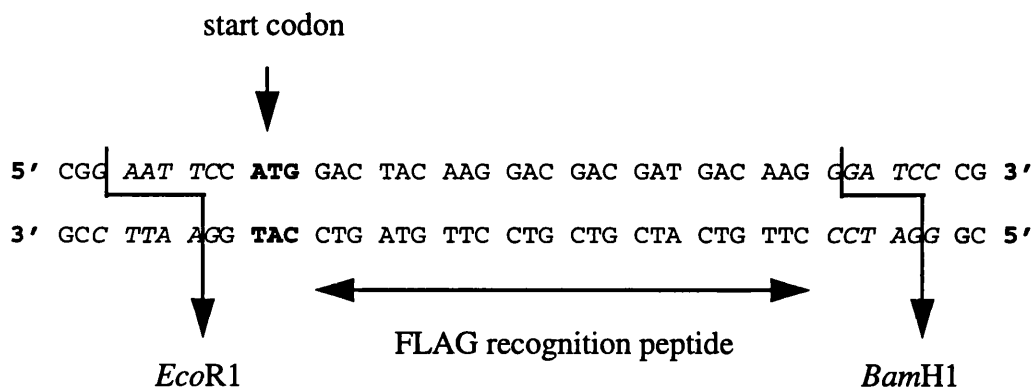 start codon
5' CGG AAT TCC ATG GAC TAC AAG GAC GAC GAT GAC AAG GGA TCC CG 3'
3' GCC TTAA GG TAC CTG ATG TTC CTG CTG CTA CTG TTC CCT AGG GC 5'
FLAG recognition peptide
EcoR1
BamH1